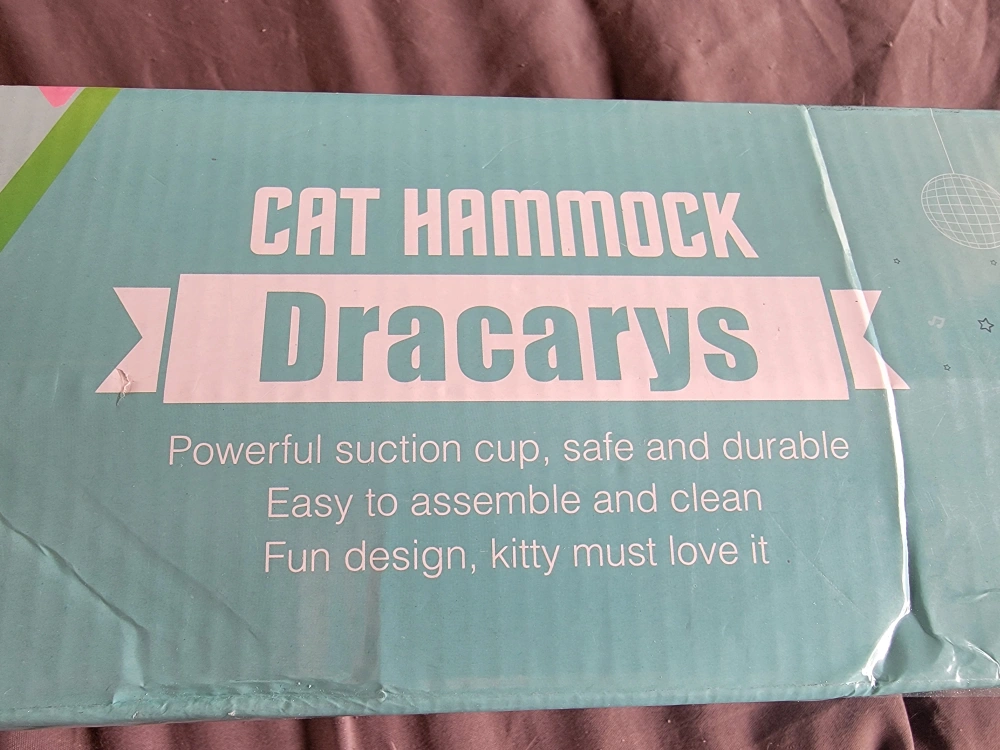 CAT HAMMOCK
Dracarys
Powerful suction cup, safe and durable
Easy to assemble and clean
Fun design, kitty must love it